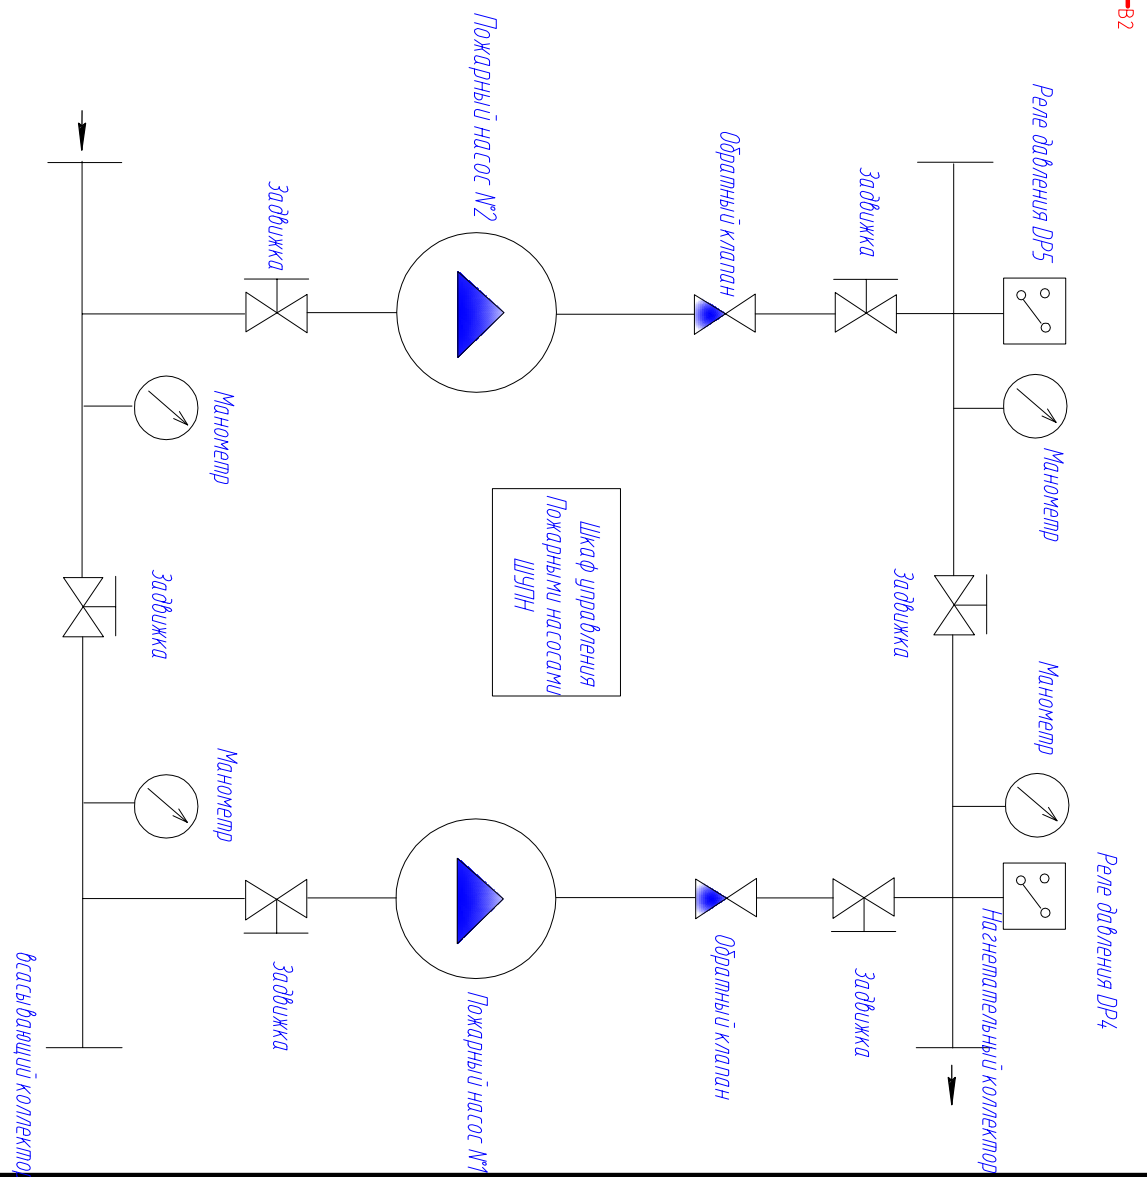 В2
Реле давления DP5
Пожарный насос №2
Обратный клапан
Задвижка
Задвижка
Манометр
Манометр
Шкаф управления
Пожарными насосами
ШУПН
Задвижка
Задвижка
Манометр
Манометр
Реле давления DP4
Нагнетательный коллектор
Обратный клапан
Задвижка
Задвижка
Пожарный насос №1
всасывающий коллектор